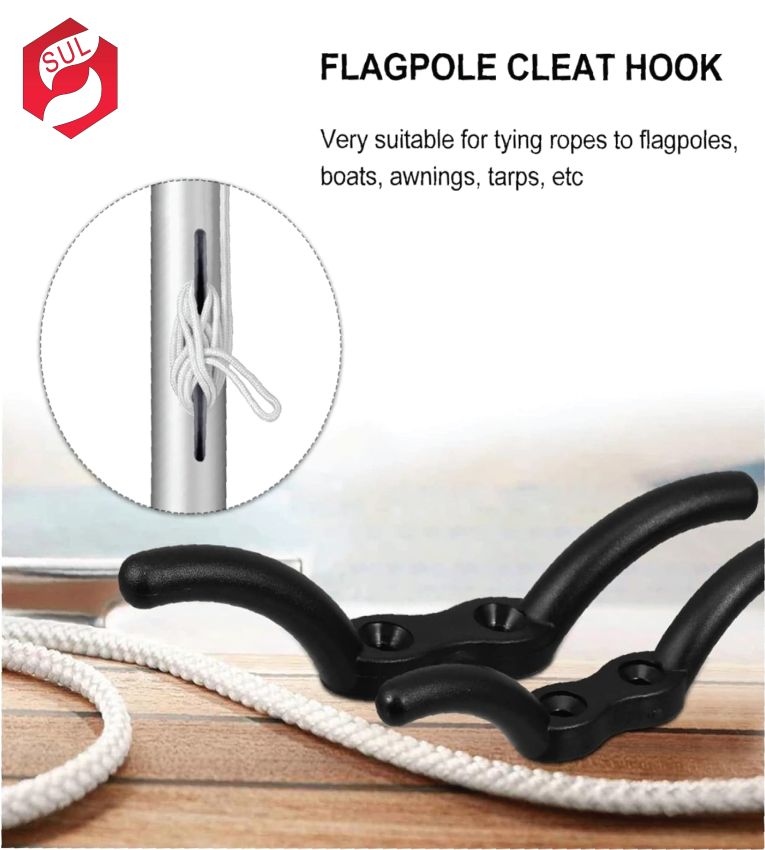 SUL
FLAGPOLE CLEAT HOOK
Very suitable for tying ropes to flagpoles,
boats, awnings, tarps, etc